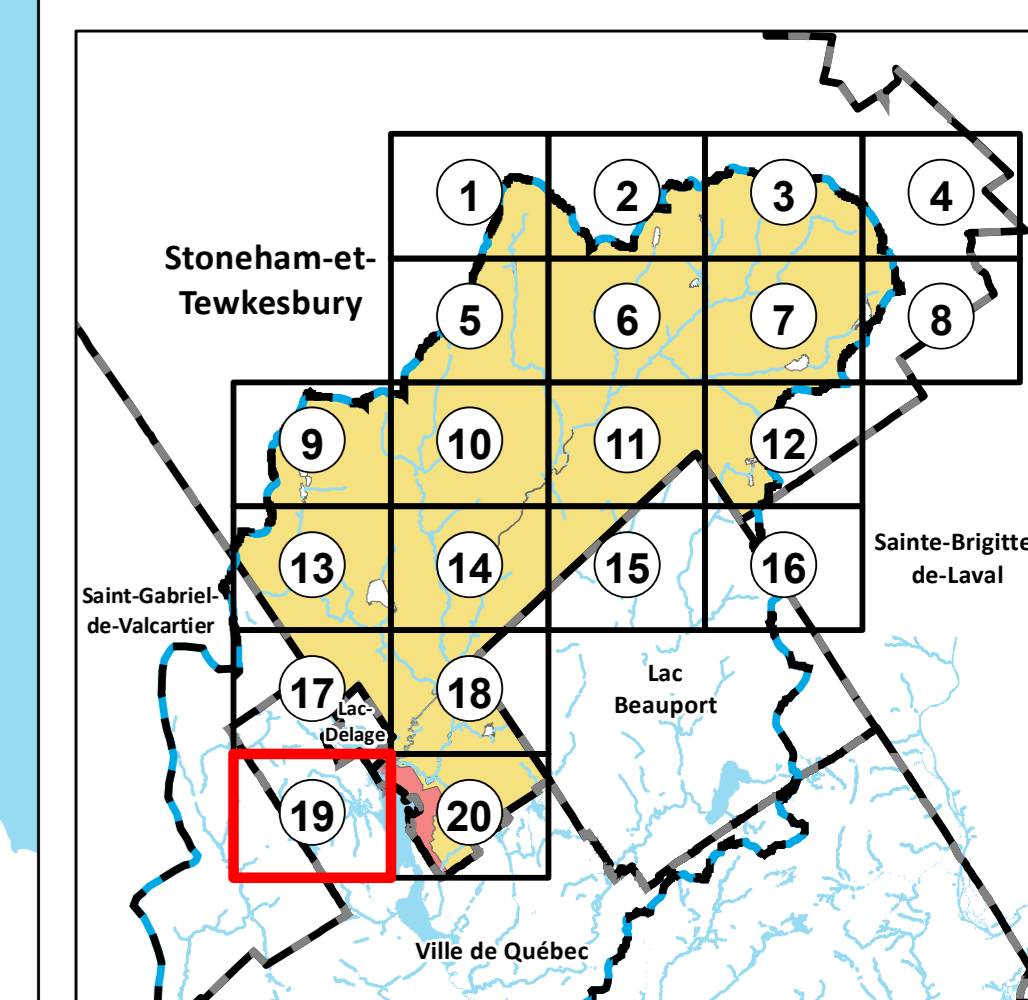 1
2
3
4
Stoneham-et-
Tewkesbury
5
6
7
8
9
10
11
12
13
14
15
16
Sainte-Brigitte
de-Laval
Saint-Gabriel-
de-Valcartier
17
Lac-
Delage
18
Lac
Beauport
19
20
Ville de Québec